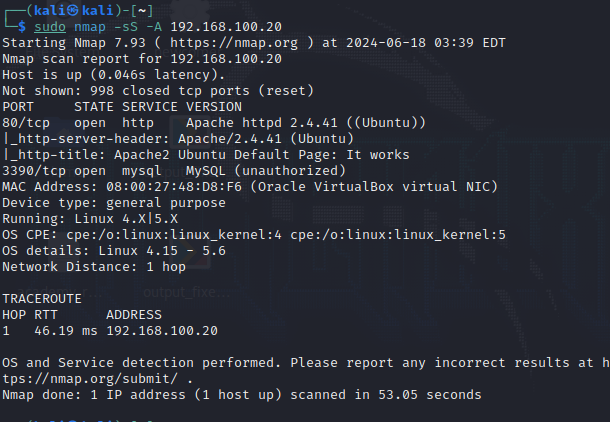 ┌──(kali㉿kali)-[~]
└─$ sudo nmap -sS -A 192.168.100.20
Starting Nmap 7.93 ( https://nmap.org ) at 2024-06-18 03:39 EDT
Nmap scan report for 192.168.100.20
Host is up (0.046s latency).
Not shown: 998 closed tcp ports (reset)
PORT     STATE SERVICE VERSION
80/tcp   open  http    Apache httpd 2.4.41 ((Ubuntu))
|_http-server-header: Apache/2.4.41 (Ubuntu)
|_http-title: Apache2 Ubuntu Default Page: It works
3390/tcp open  mysql   MySQL (unauthorized)
MAC Address: 08:00:27:48:D8:F6 (Oracle VirtualBox virtual NIC)
Device type: general purpose
Running: Linux 4.X|5.X
OS CPE: cpe:/o:linux:linux_kernel:4 cpe:/o:linux:linux_kernel:5
OS details: Linux 4.15 - 5.6
Network Distance: 1 hop
TRACEROUTE
HOP RTT      ADDRESS
1   46.19 ms 192.168.100.20
OS and Service detection performed. Please report any incorrect results at h
tps://nmap.org/submit/ .
Nmap done: 1 IP address (1 host up) scanned in 53.05 seconds